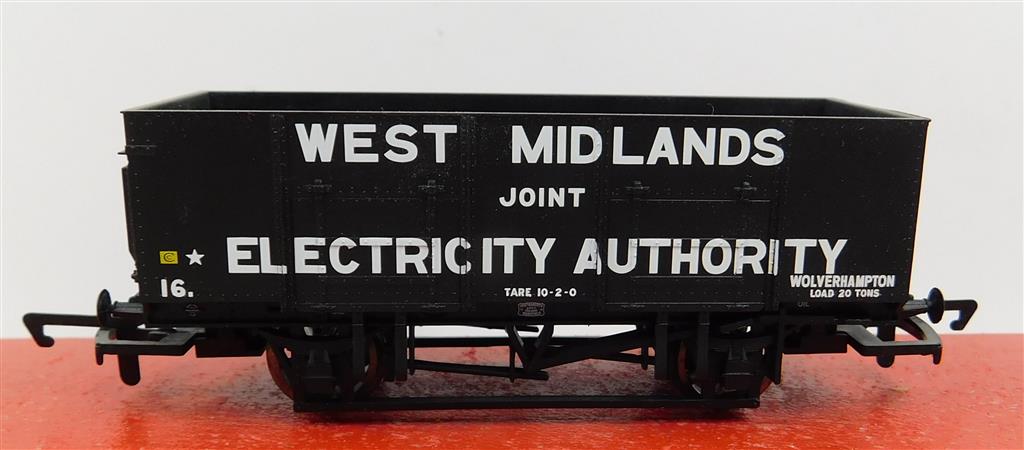 WEST MIDLANDS
JOINT
ELECTRICITY AUTHORITY
16.
TARE 10-2-0
WOLVERHAMPTON
LOAD 20 TONS